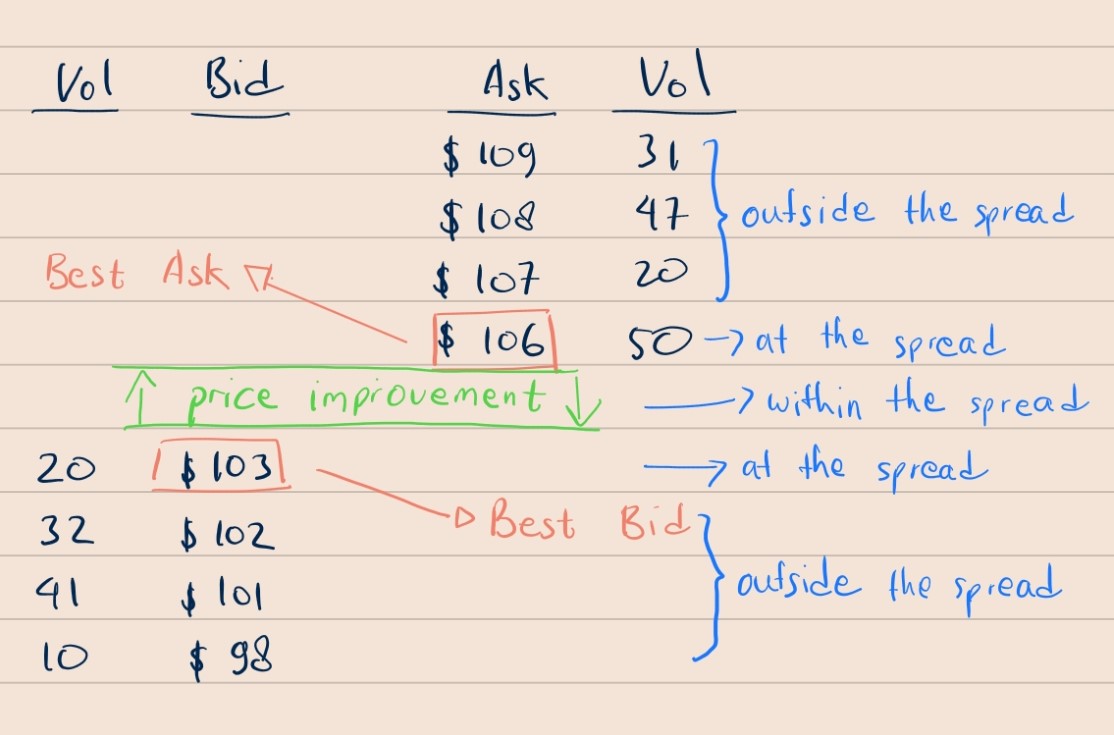 Vol Bid Ask Vol
$ 109 31
$ 108 47 outside the spread
Best Ask $ 107 20
$ 106 50 → at the spread
↑ price improvement ↓ → within the spread
20 $ 103 → at the spread
32 $ 102 Best Bid
41 $ 101 outside the spread
10 $ 98